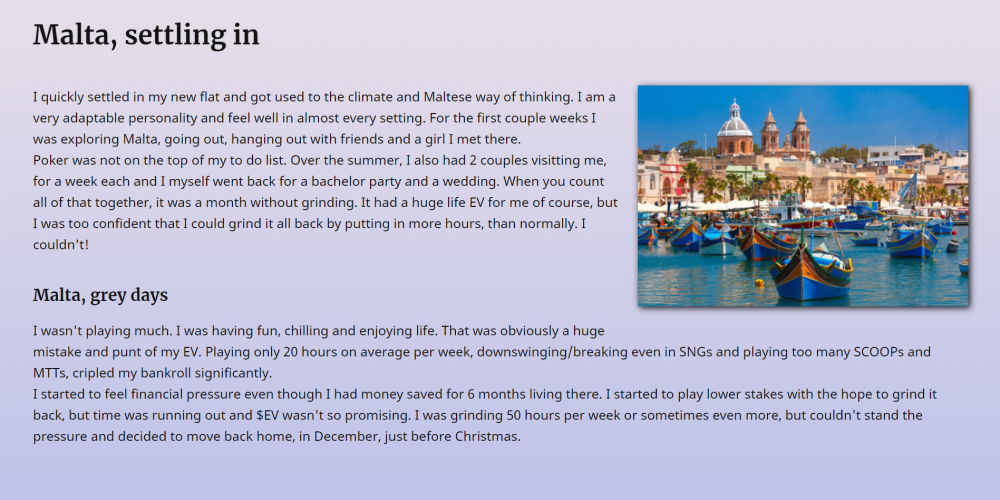 Malta, settling in
I quickly settled in my new flat and got used to the climate and Maltese way of thinking. I am a
very adaptable personality and feel well in almost every setting. For the first couple weeks I
was exploring Malta, going out, hanging out with friends and a girl I met there.
Poker was not on the top of my to do list. Over the summer, I also had 2 couples visitting me,
for a week each and I myself went back for a bachelor party and a wedding. When you count
all of that together, it was a month without grinding. It had a huge life EV for me of course, but
I was too confident that I could grind it all back by putting in more hours, than normally. I
couldn't!
Malta, grey days
I wasn't playing much. I was having fun, chilling and enjoying life. That was obviously a huge
mistake and punt of my EV. Playing only 20 hours on average per week, downswinging/breaking even in SNGs and playing too many SCOOPs and
MTTs, cripled my bankroll significantly.
I started to feel financial pressure even though I had money saved for 6 months living there. I started to play lower stakes with the hope to grind it
back, but time was running out and $EV wasn't so promising. I was grinding 50 hours per week or sometimes even more, but couldn't stand the
pressure and decided to move back home, in December, just before Christmas.